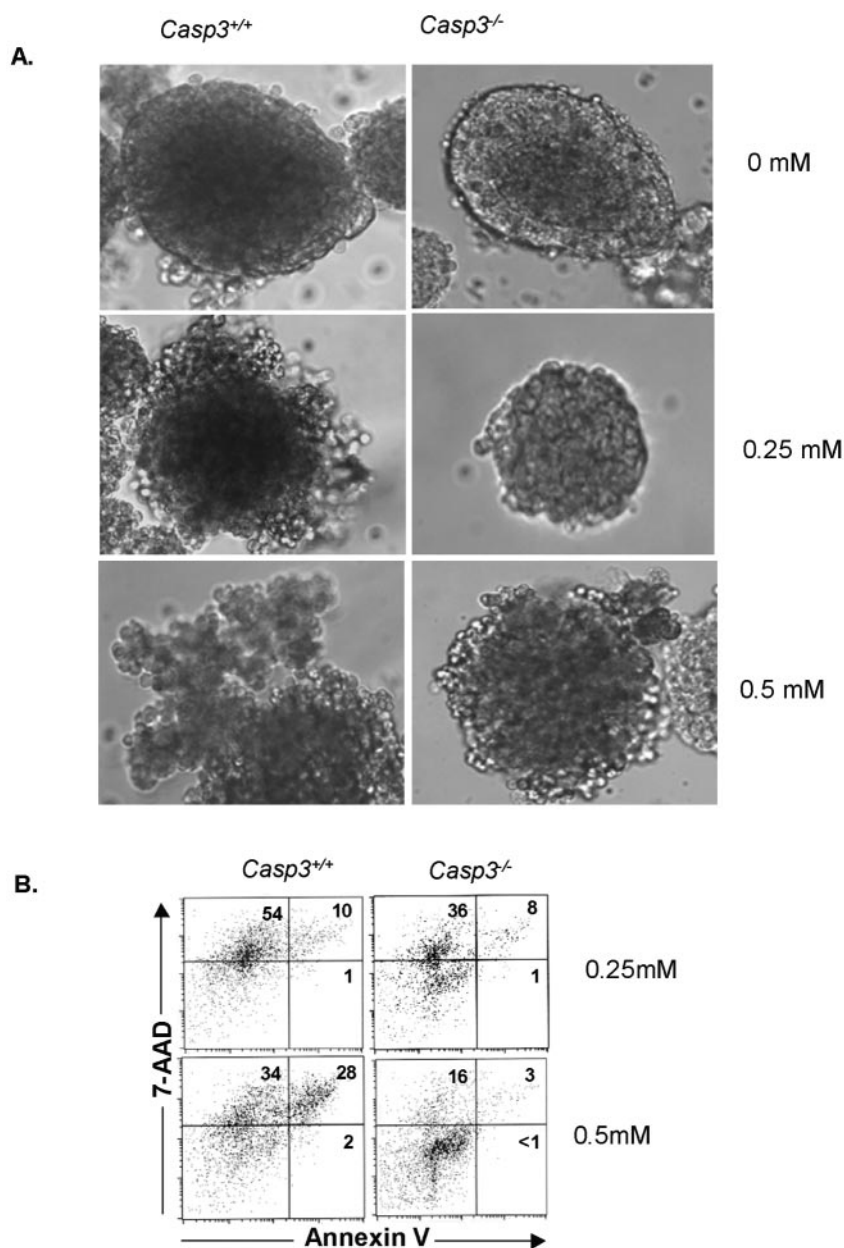 Casp3+/+ Casp3-/-
A.
0 mM
0.25 mM
0.5 mM
Casp3+/+ Casp3-/-
B.
54 10 36 8
1 1
0.25mM
34 28 16 3
2 <1
0.5mM
7-AAD
Annexin V